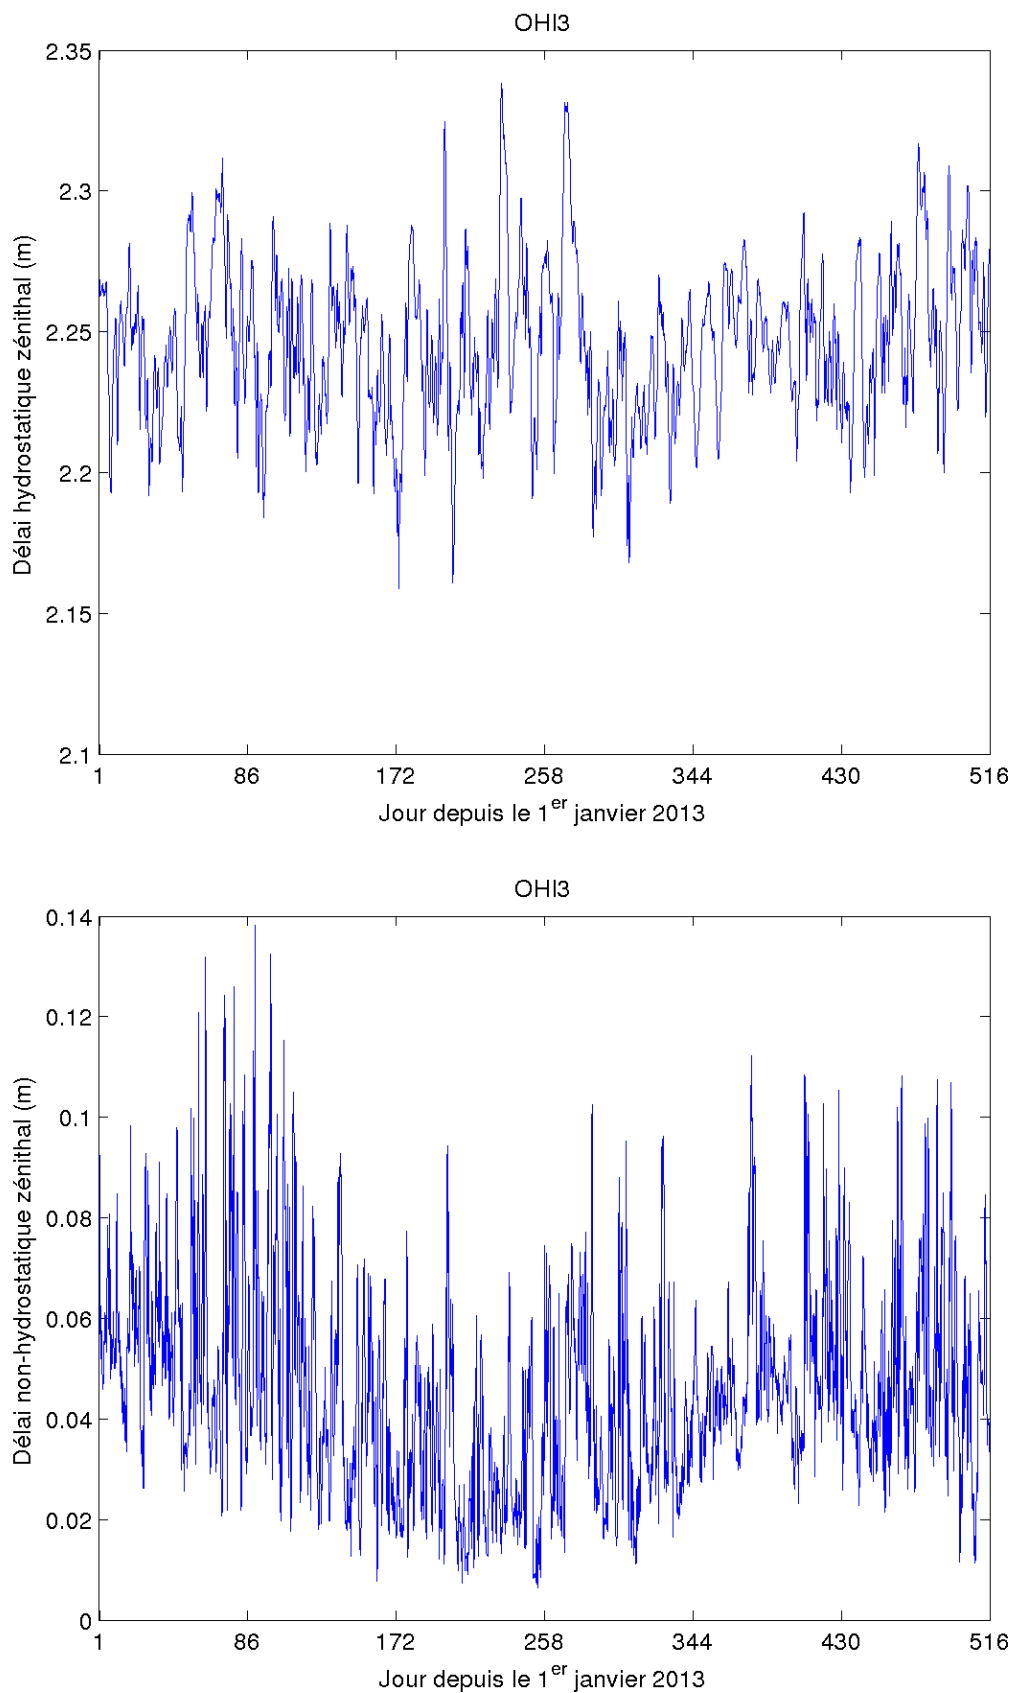 OHI3
2.35
2.3
2.25
2.2
2.15
2.1
Délai hydrostatique zénithal (m)
1 86 172 258 344 430 516
Jour depuis le 1er janvier 2013
OHI3
0.14
0.12
0.1
0.08
0.06
0.04
0.02
0
Délai non-hydrostatique zénithal (m)
1 86 172 258 344 430 516
Jour depuis le 1er janvier 2013